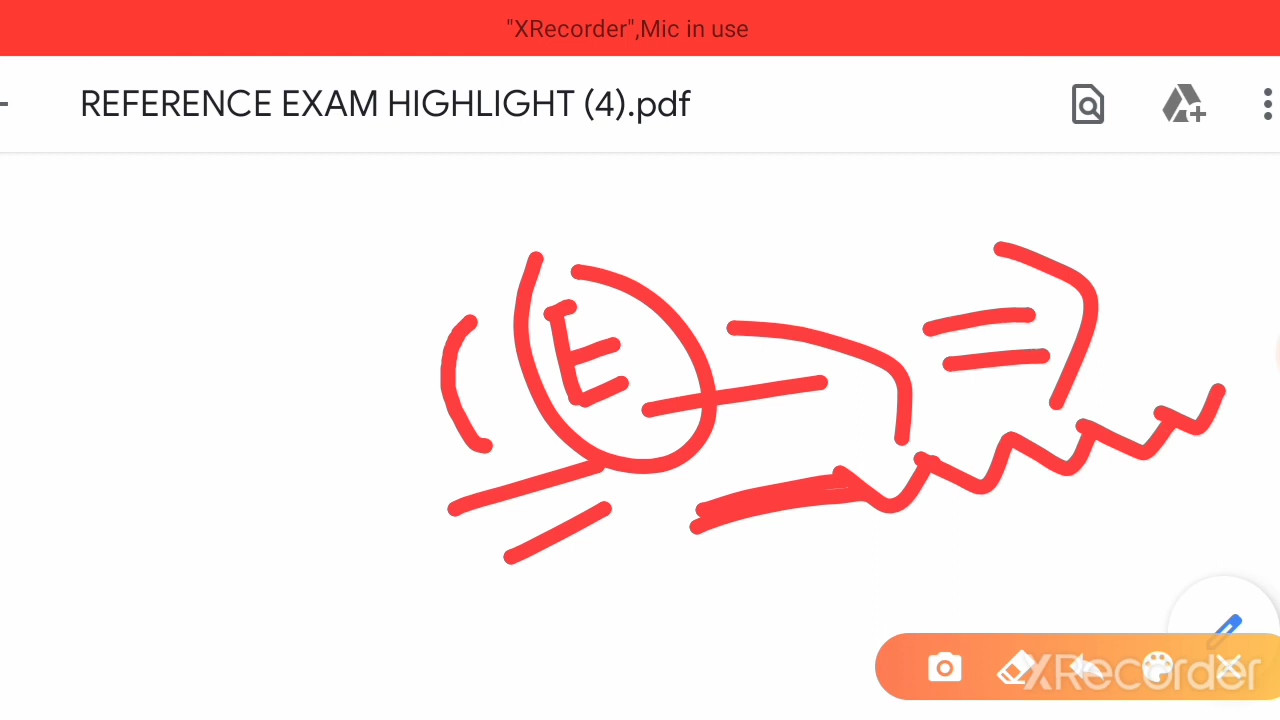 "XRecorder",Mic in use
REFERENCE EXAM HIGHLIGHT (4).pdf
E
XRecorder